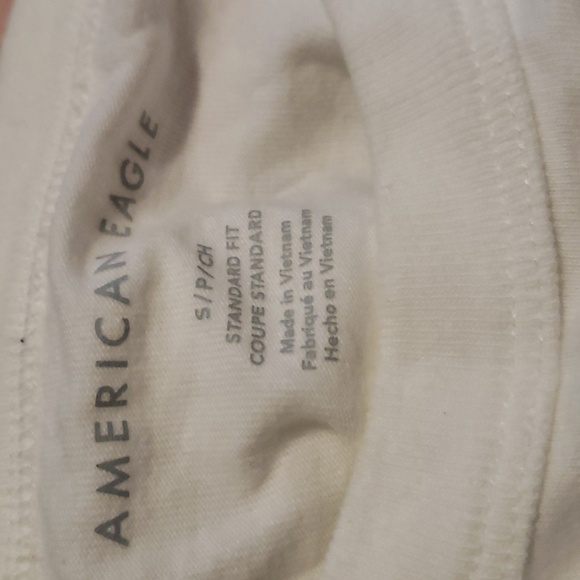 AMERICAN EAGLE
S/P/CH
STANDARD FIT
COUPE STANDARD
Made in Vietnam
Fabriqué au Vietnam
Hecho en Vietnam